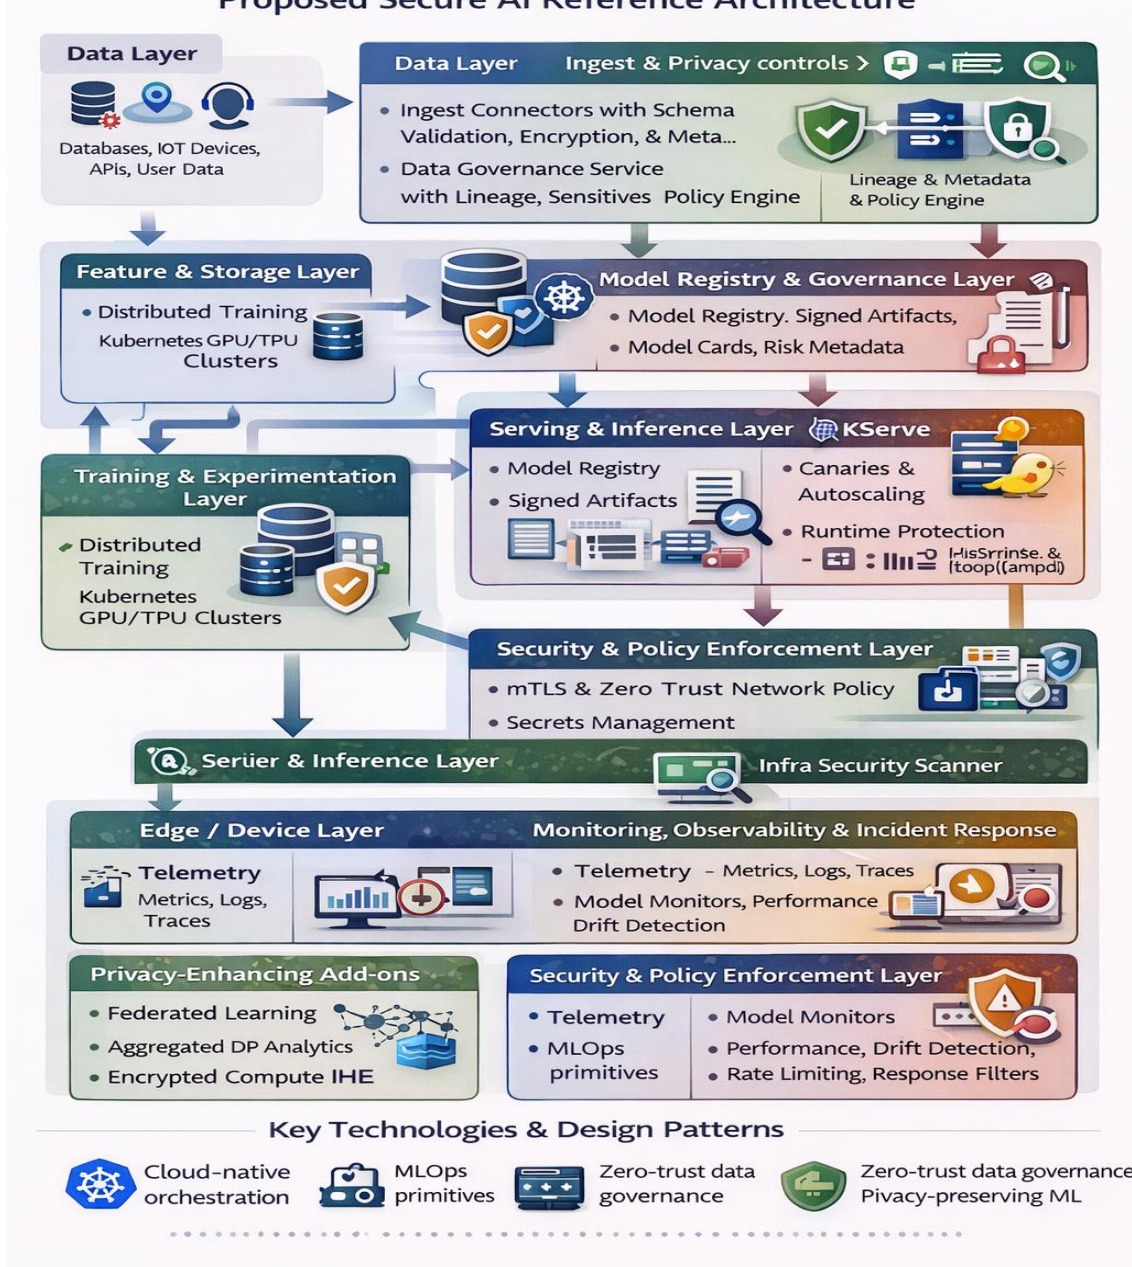 Proposed Secure AI Reference Architecture
Data Layer
Databases, IOT Devices,
APIs, User Data
Data Layer Ingest & Privacy controls >
• Ingest Connectors with Schema
Validation, Encryption, & Meta...
• Data Governance Service
with Lineage, Sensitives Policy Engine
Lineage & Metadata
& Policy Engine
Feature & Storage Layer
• Distributed Training
Kubernetes GPU/TPU
Clusters
Model Registry & Governance Layer
• Model Registry. Signed Artifacts,
• Model Cards, Risk Metadata
Serving & Inference Layer KServe
• Model Registry
• Signed Artifacts
• Canaries &
Autoscaling
• Runtime Protection
Training & Experimentation
Layer
Distributed
Training
Kubernetes
GPU/TPU Clusters
Security & Policy Enforcement Layer
• mTLS & Zero Trust Network Policy
• Secrets Management
Serüer & Inference Layer
Infra Security Scanner
Edge / Device Layer
Telemetry
Metrics, Logs,
Traces
Monitoring, Observability & Incident Response
• Telemetry - Metrics, Logs, Traces
• Model Monitors, Performance
Drift Detection
Privacy-Enhancing Add-ons
• Federated Learning
• Aggregated DP Analytics
• Encrypted Compute IHE
Security & Policy Enforcement Layer
• Telemetry
• MLOps
primitives
• Model Monitors
• Performance, Drift Detection,
• Rate Limiting, Response Filters
Key Technologies & Design Patterns
Cloud-native
orchestration
MLOps
primitives
Zero-trust data
governance
Zero-trust data governance
Privacy-preserving ML